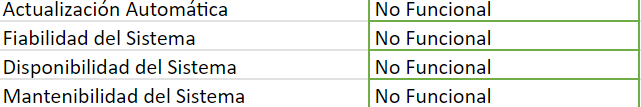 Actualización Automática No Funcional
Fiabilidad del Sistema No Funcional
Disponibilidad del Sistema No Funcional
Mantenibilidad del Sistema No Funcional